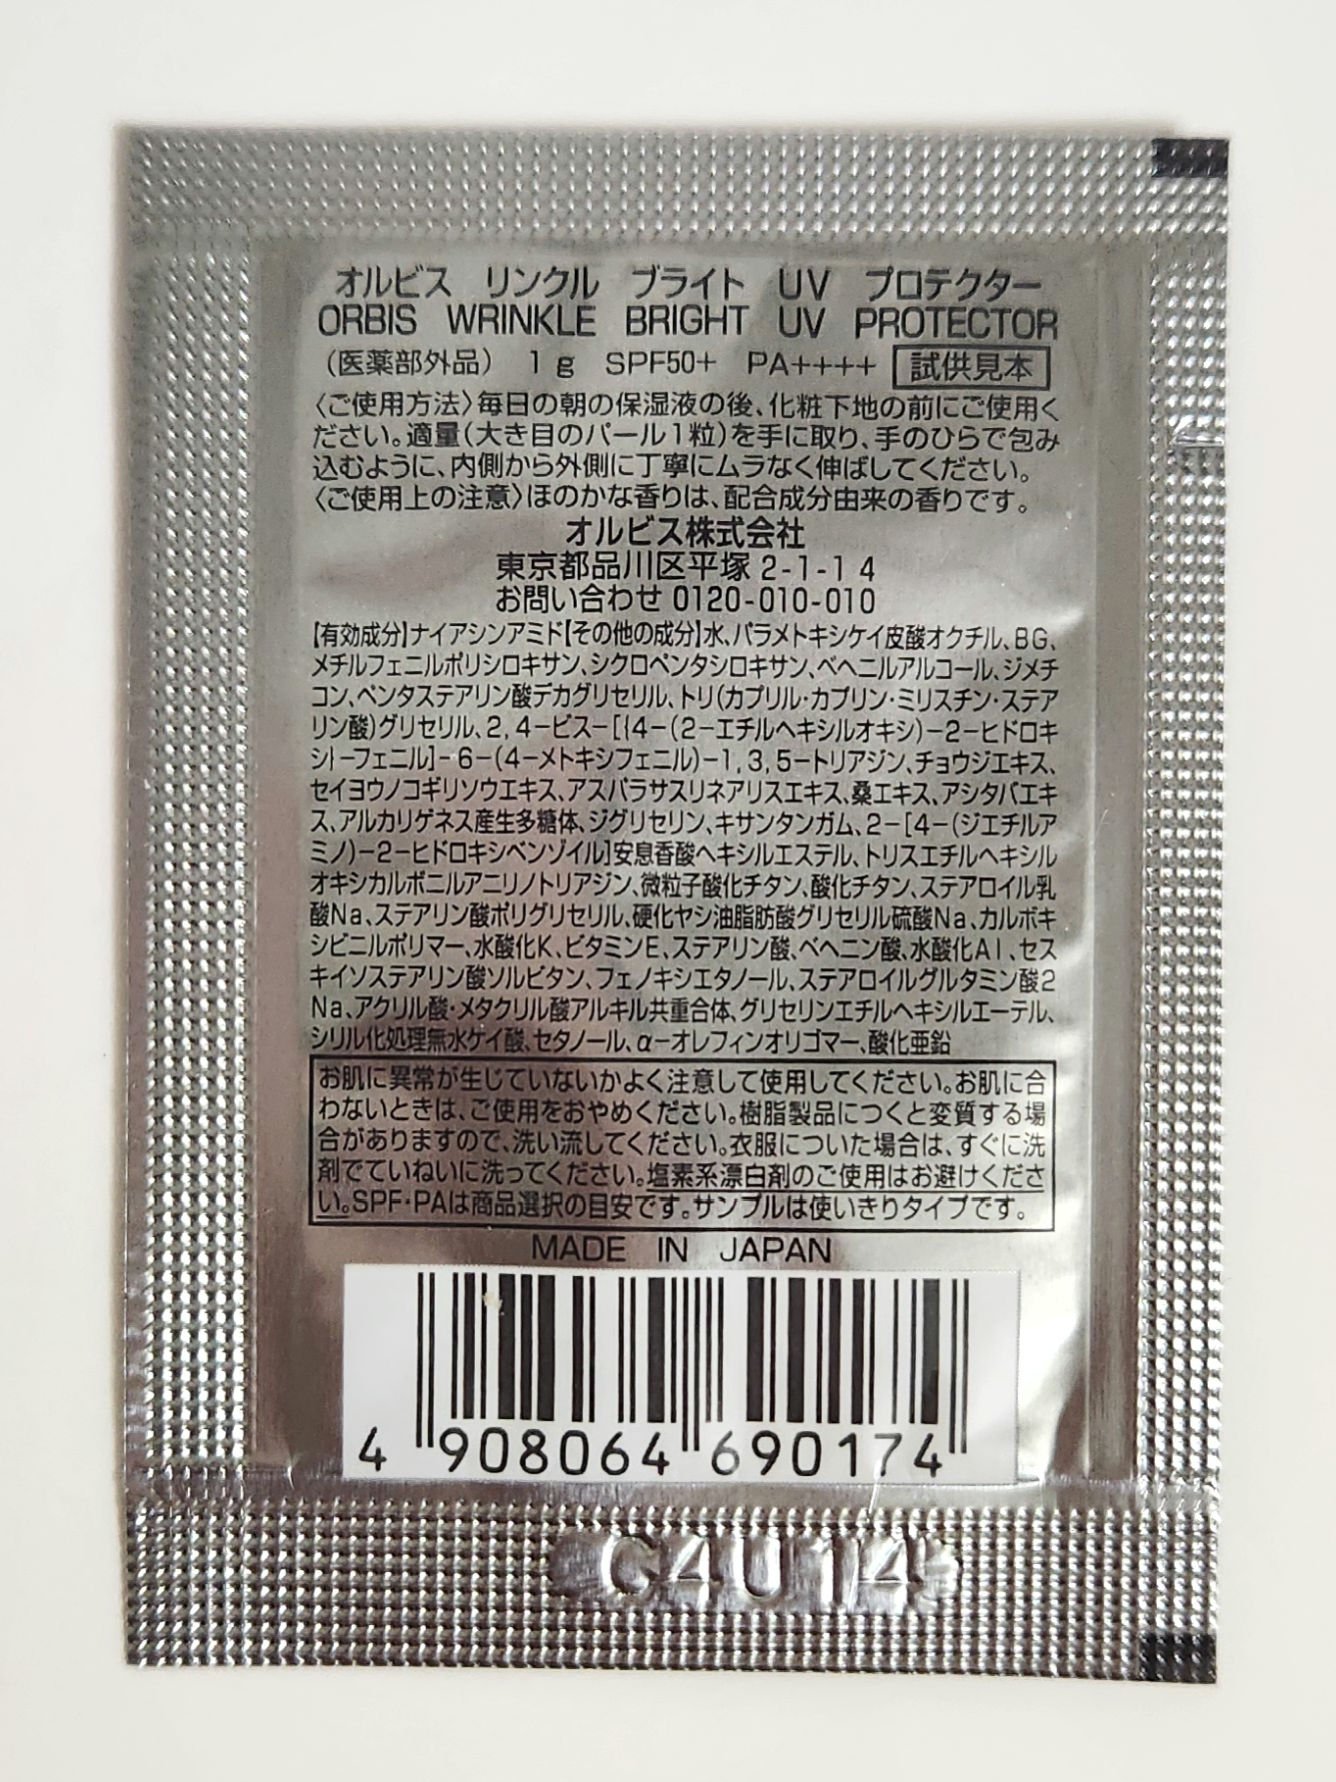 オルビス リンクル ブライト UV プロテクター
ORBIS WRINKLE BRIGHT UV PROTECTOR
(医薬部外品) 1g SPF50+ PA++++ 試供見本
〈ご使用方法〉毎日の朝の保湿液の後、化粧下地の前にご使用く
ださい。適量(大き目のパール1粒)を手に取り、手のひらで包み
込むように、内側から外側に丁寧にムラなく伸ばしてください。
〈ご使用上の注意〉ほのかな香りは、配合成分由来の香りです。
オルビス株式会社
東京都品川区平塚2-1-14
お問い合わせ0120-010-010
【有効成分】ナイアシンアミド【その他の成分】水、パラメトキシケイ皮酸オクチル、BG、
メチルフェニルポリシロキサン、シクロペンタシロキサン、ベヘニルアルコール、ジメチ
コン、ペンタステアリン酸デカグリセリル、トリ(カプリル・カプリン・ミリスチン・ステア
リン酸)グリセリル、2,4-ビス-[{4-(2-エチルヘキシルオキシ)-2-ヒドロキ
シ}-フェニル]-6-(4-メトキシフェニル)-1,3,5-トリアジン、チョウジエキス、
セイヨウノコギリソウエキス、アスパラサスリネアリスエキス、桑エキス、アシタバエキ
ス、アルカリゲネス産生多糖体、ジグリセリン、キサンタンガム、2-[4-(ジエチルア
ミノ)-2-ヒドロキシベンゾイル]安息香酸ヘキシルエステル、トリスエチルヘキシル
オキシカルボニルアニリノトリアジン、微粒子酸化チタン、酸化チタン、ステアロイル乳
酸Na、ステアリン酸ポリグリセリル、硬化ヤシ油脂肪酸グリセリル硫酸Na、カルボキ
シビニルポリマー、水酸化K、ビタミンE、ステアリン酸、ベヘニン酸、水酸化Al、セス
キイソステアリン酸ソルビタン、フェノキシエタノール、ステアロイルグルタミン酸2
Na、アクリル酸・メタクリル酸アルキル共重合体、グリセリンエチルヘキシルエーテル、
シリル化処理無水ケイ酸、セタノール、α-オレフィンオリゴマー、酸化亜鉛
お肌に異常が生じていないかよく注意して使用してください。お肌に合
わないときは、ご使用をおやめください。樹脂製品につくと変質する場
合がありますので、洗い流してください。衣服についた場合は、すぐに洗
剤でていねいに洗ってください。塩素系漂白剤のご使用はお避けくださ
い。SPF・PAは商品選択の目安です。サンプルは使いきりタイプです。
MADE IN JAPAN
4 908064 690174
C4U14